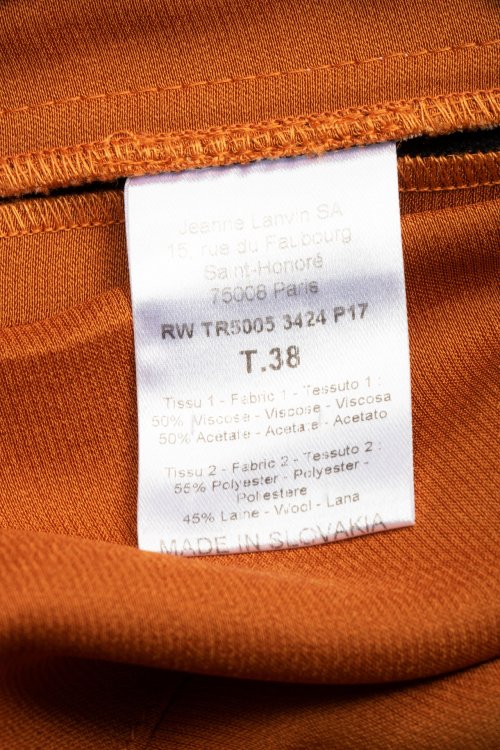 Jeanne Lanvin SA
15, rue du Faubourg
Saint-Honoré
75008 Paris
RW TR5005 3424 P17
T.38
Tissu 1 - Fabric 1 - Tessuto 1 :
50% Viscose - Viscose - Viscosa
50% Acetate - Acetate - Acetato
Tissu 2 - Fabric 2 - Tessuto 2 :
55% Polyester - Polyester -
Poliestere
45% Laine - Wool - Lana
MADE IN SLOVAKIA